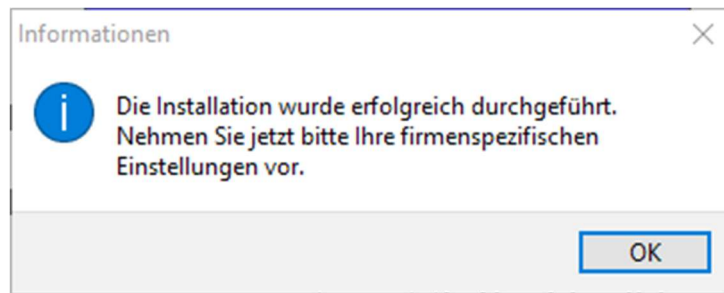 Informationen
Die Installation wurde erfolgreich durchgeführt.
Nehmen Sie jetzt bitte Ihre firmenspezifischen
Einstellungen vor.
OK